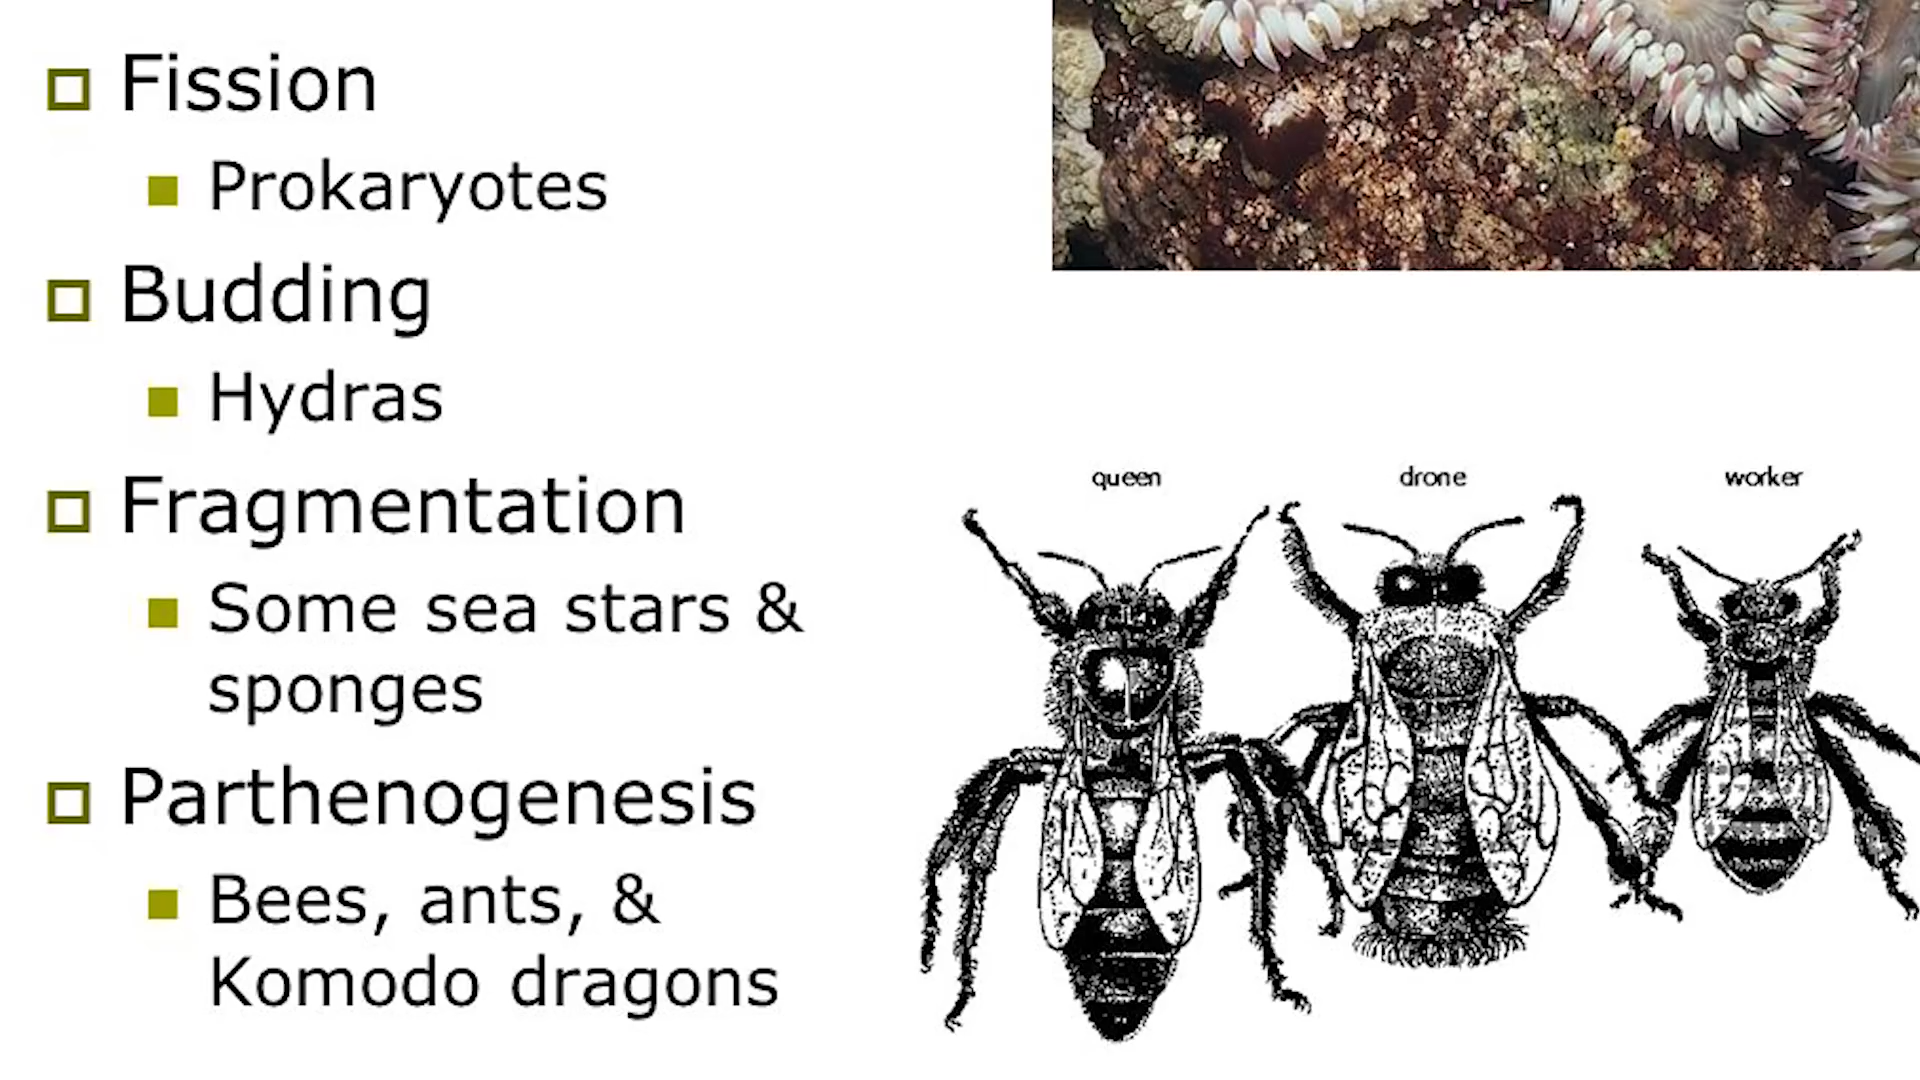 Fission
Prokaryotes
Budding
Hydras
Fragmentation
Some sea stars &
sponges
Parthenogenesis
Bees, ants, &
Komodo dragons
queen
drone
worker